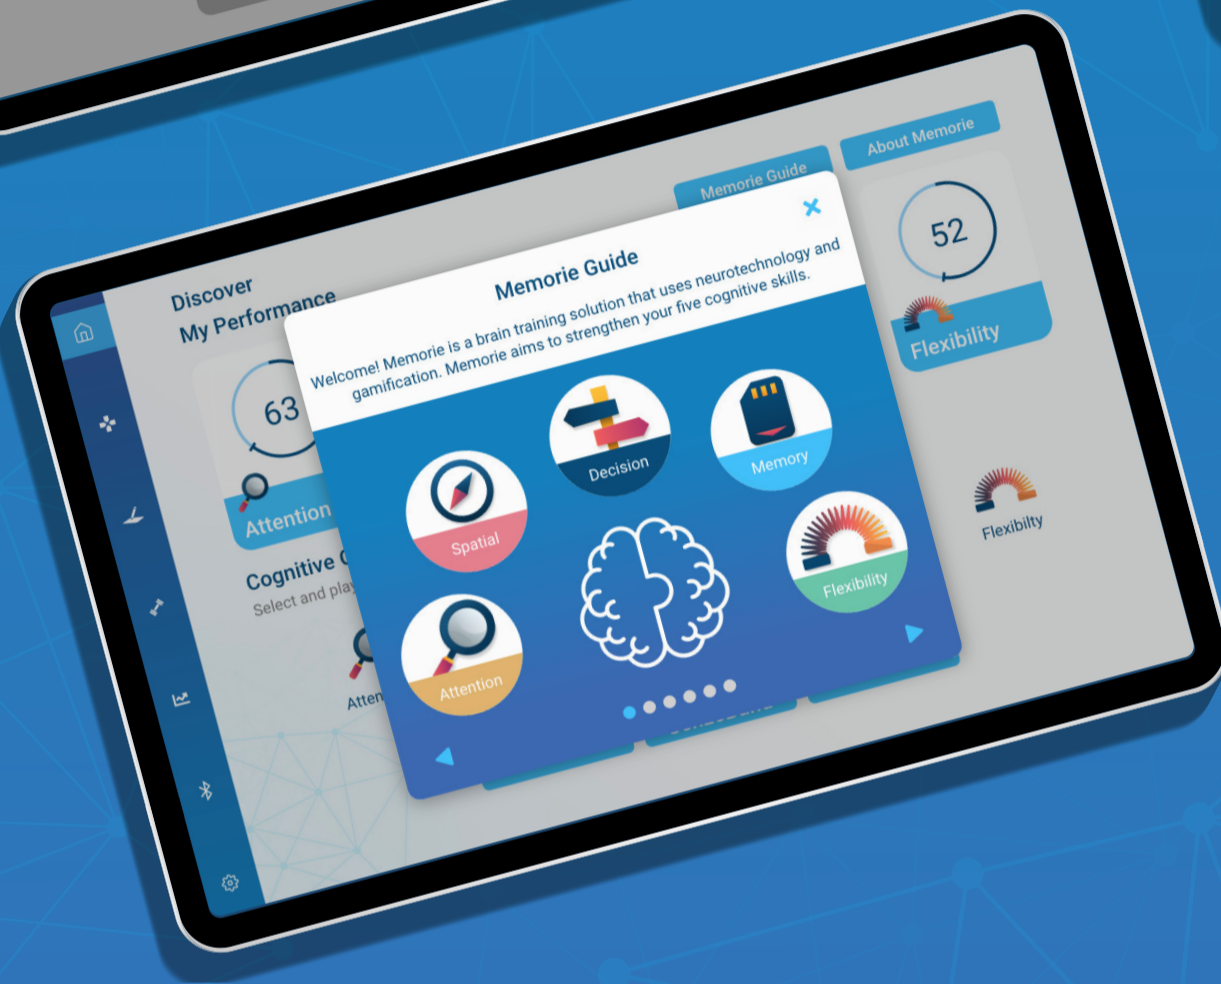 About Memorie
Memorie Guide
Discover
My Performance
63
Attention
52
Flexibility
Memorie Guide
Welcome! Memorie is a brain training solution that uses neurotechnology and
gamification. Memorie aims to strengthen your five cognitive skills.
Spatial
Decision
Memory
Attention
Flexibility
Cognitive
Select and play
Flexibilty